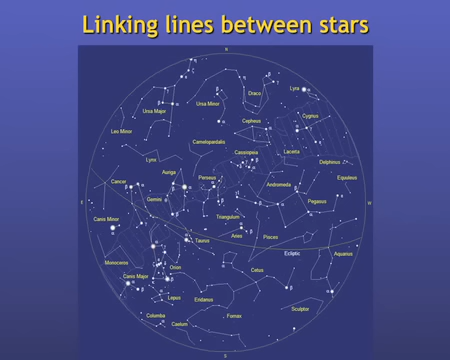 Linking lines between stars
N
Draco
Lyra
Ursa Major
Ursa Minor
Cygnus
Cepheus
Leo Minor
Camelopardalis
Lynx
Cassiopeia
Lacerta
Delphinus
Auriga
Perseus
Equuleus
Cancer
Andromeda
Gemini
Pegasus
E
W
Triangulum
Canis Minor
Aries
Pisces
Taurus
Ecliptic
Aquarius
Monoceros
Orion
Cetus
Canis Major
Lepus
Eridanus
Sculptor
Columba
Fornax
Caelum
S